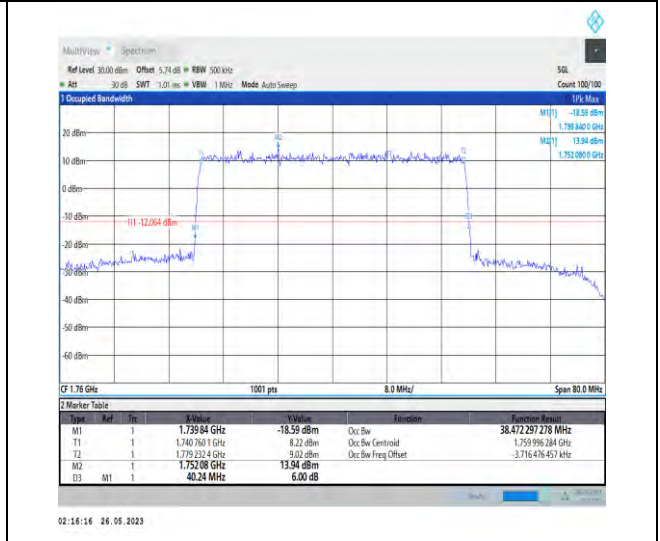 MultiView Spectrum
Ref Level 30.00 dBm Offset 5.74 dB RBW 500 kHz SGL
Att 30 dB SWT 1.01 ms VBW 1 MHz Mode Auto Sweep Count 100/100
1 Occupied Bandwidth 1Pk Max
M1[1] -18.59 dBm
1.739 840 0 GHz
M2[1] 13.94 dBm
1.752 080 0 GHz
20 dBm
M2
T1 T2
10 dBm
0 dBm
-10 dBm
H1 -12.064 dBm
M1 D3
-20 dBm
-30 dBm
-40 dBm
-50 dBm
-60 dBm
CF 1.76 GHz 1001 pts 8.0 MHz/ Span 80.0 MHz
2 Marker Table
Type Ref Trc X-Value Y-Value Function Function Result
M1 1 1.739 84 GHz -18.59 dBm Occ Bw 38.472 297 278 MHz
T1 1 1.740 760 1 GHz 8.22 dBm Occ Bw Centroid 1.759 996 284 GHz
T2 1 1.779 232 4 GHz 9.02 dBm Occ Bw Freq Offset -3.716 476 457 kHz
M2 1 1.752 08 GHz 13.94 dBm
D3 M1 1 40.24 MHz 6.00 dB
02:16:16 26.05.2023